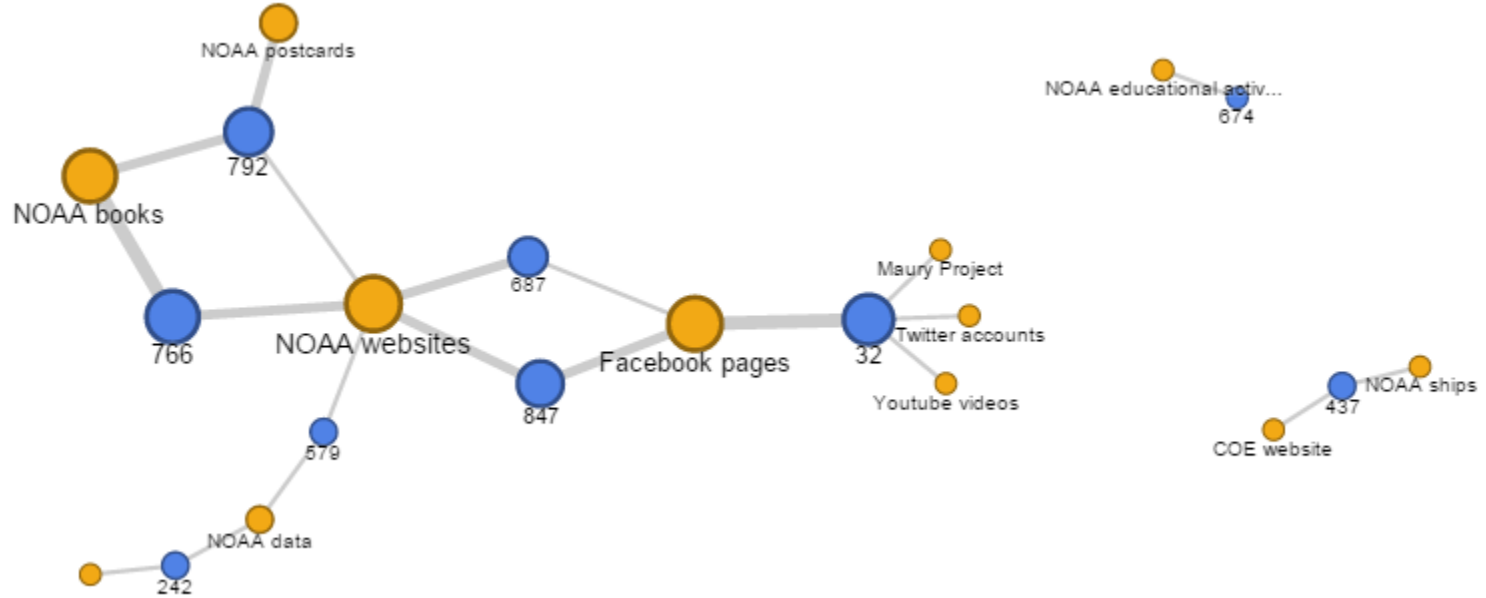 NOAA postcards
NOAA educational activ...
674
792
NOAA books
Maury Project
687
766
NOAA websites
Facebook pages
32
Twitter accounts
847
Youtube videos
NOAA ships
437
COE website
579
NOAA data
242